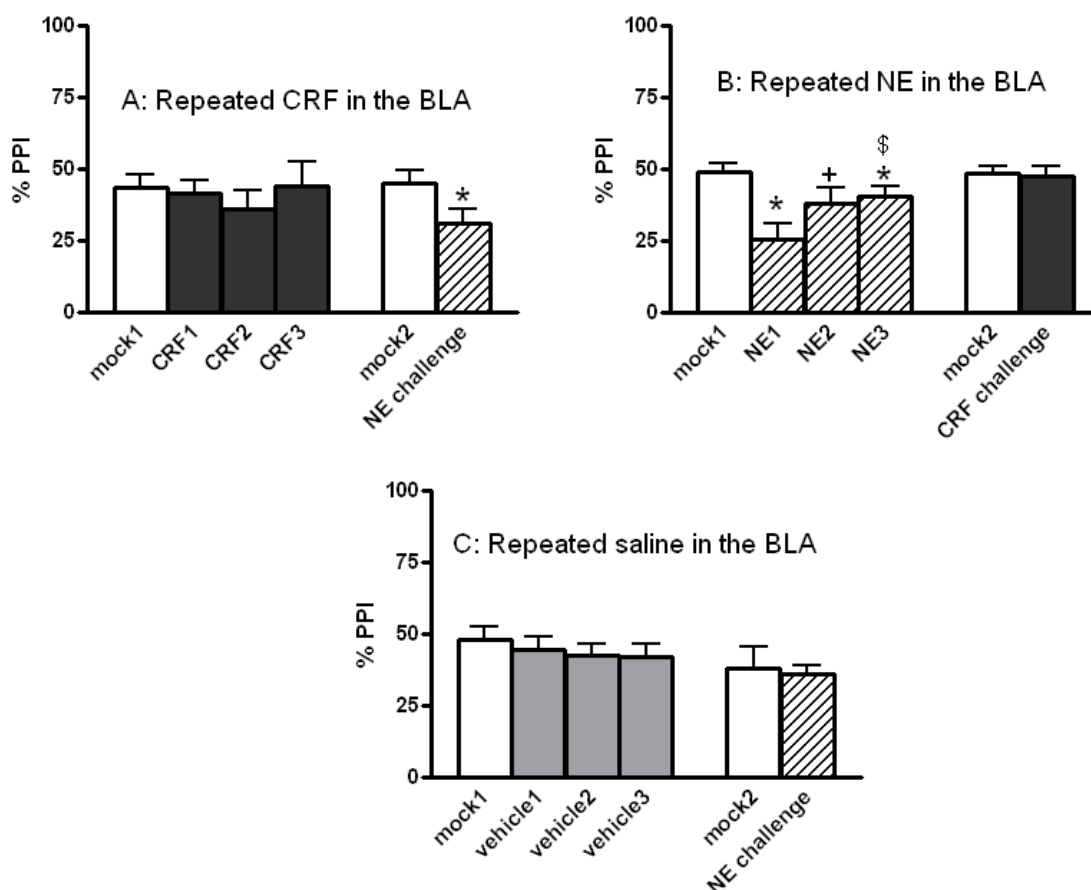 A: Repeated CRF in the BLA
% PPI
100
75
50
25
0
*
mock1
CRF1
CRF2
CRF3
mock2
NE challenge
B: Repeated NE in the BLA
% PPI
100
75
50
25
0
*
+
$
*
mock1
NE1
NE2
NE3
mock2
CRF challenge
C: Repeated saline in the BLA
% PPI
100
75
50
25
0
mock1
vehicle1
vehicle2
vehicle3
mock2
NE challenge